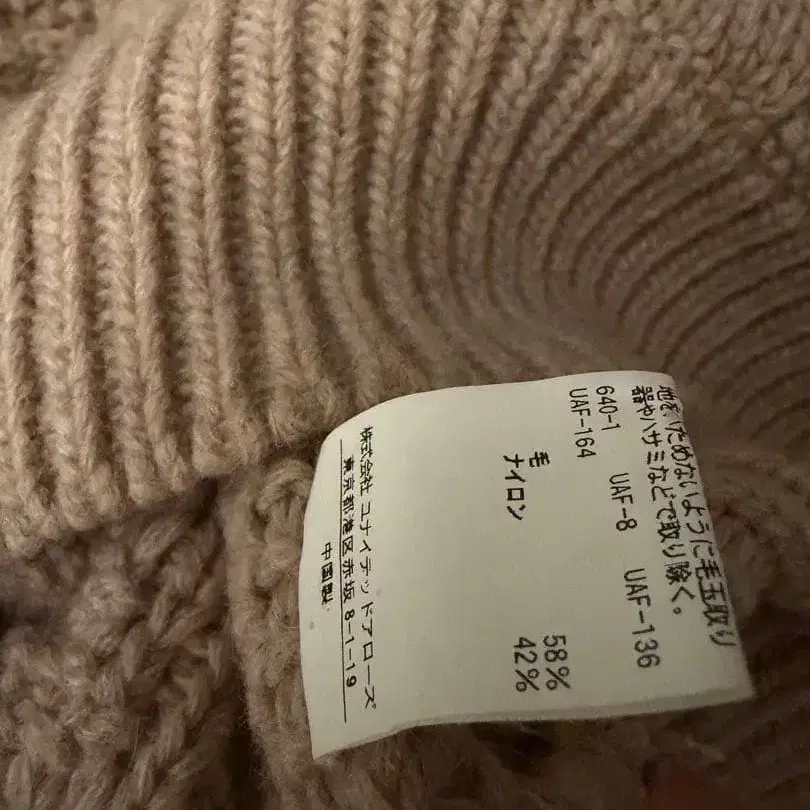 地をいためないように毛玉取り
器やハサミなどで取り除く。
640-1 UAF-8 UAF-136
UAF-164
毛 58%
ナイロン 42%
株式会社 ユナイテッドアローズ
東京都港区赤坂 8-1-19
中国製